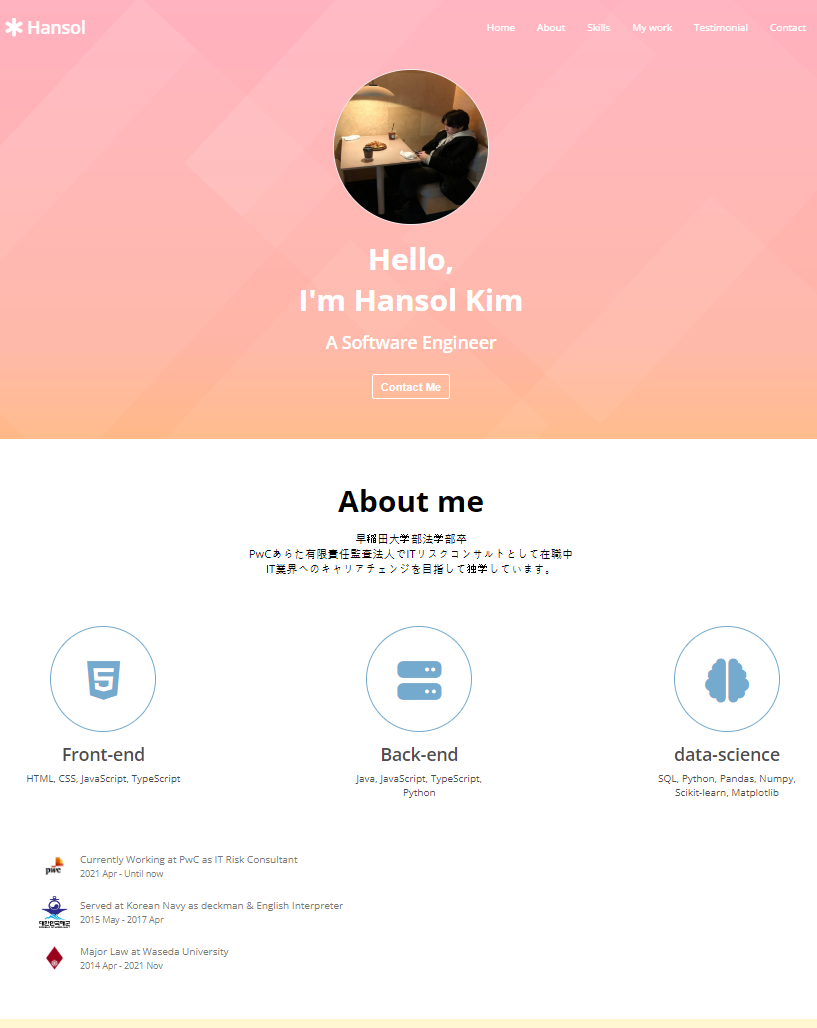 Hansol
Home About Skills My work Testimonial Contact
Hello,
I'm Hansol Kim
A Software Engineer
Contact Me
About me
早稲田大学部法学部卒
PwCあらた有限責任監査法人でITリスクコンサルトとして在職中
IT業界へのキャリアチェンジを目指して独学しています。
Front-end
HTML, CSS, JavaScript, TypeScript
Back-end
Java, JavaScript, TypeScript,
Python
data-science
SQL, Python, Pandas, Numpy,
Scikit-learn, Matplotlib
pwc
Currently Working at PwC as IT Risk Consultant
2021 Apr - Until now
대한민국해군
Served at Korean Navy as deckman & English Interpreter
2015 May - 2017 Apr
Major Law at Waseda University
2014 Apr - 2021 Nov